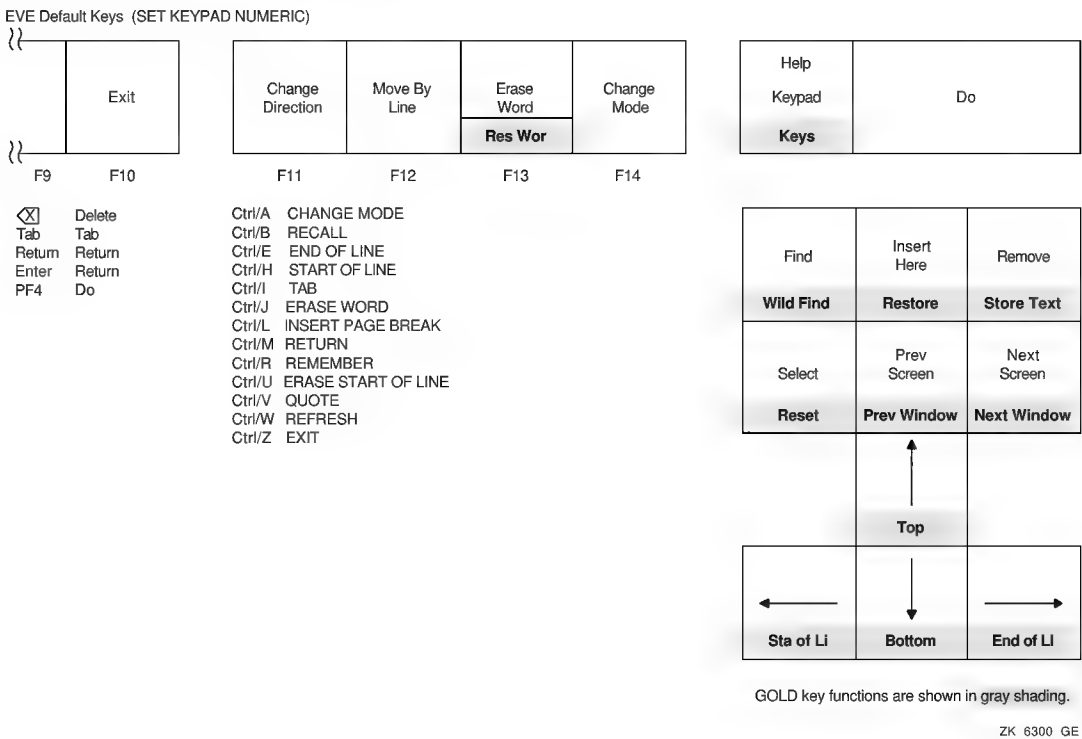 EVE Default Keys (SET KEYPAD NUMERIC)
Exit
Change
Direction
Move By
Line
Erase
Word
Res Wor
Change
Mode
Help
Keypad
Keys
Do
F9
F10
F11
F12
F13
F14
X Delete
Tab Tab
Return Return
Enter Return
PF4 Do
Ctrl/A CHANGE MODE
Ctrl/B RECALL
Ctrl/E END OF LINE
Ctrl/H START OF LINE
Ctrl/I TAB
Ctrl/J ERASE WORD
Ctrl/L INSERT PAGE BREAK
Ctrl/M RETURN
Ctrl/R REMEMBER
Ctrl/U ERASE START OF LINE
Ctrl/V QUOTE
Ctrl/W REFRESH
Ctrl/Z EXIT
Find
Wild Find
Insert
Here
Restore
Remove
Store Text
Select
Reset
Prev
Screen
Prev Window
Next
Screen
Next Window
Top
Sta of Li
Bottom
End of LI
GOLD key functions are shown in gray shading.
ZK 6300 GE